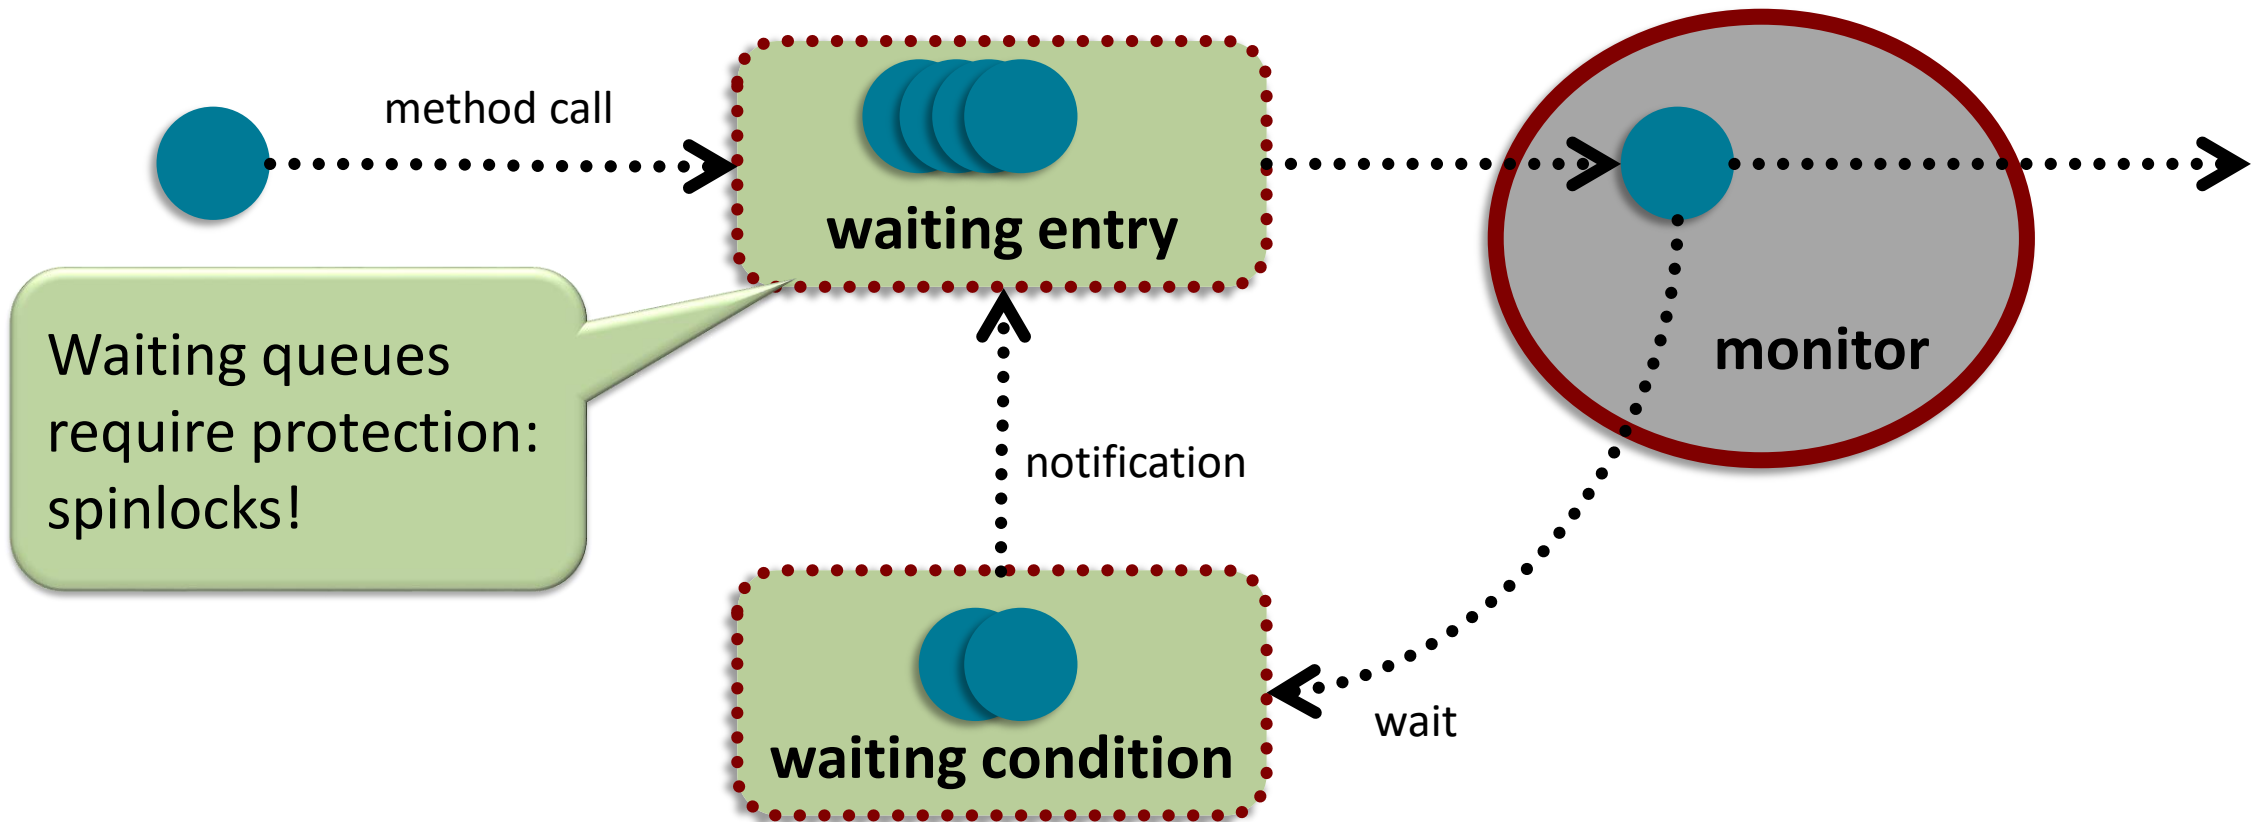 method call
waiting entry
Waiting queues
require protection:
spinlocks!
monitor
notification
wait
waiting condition